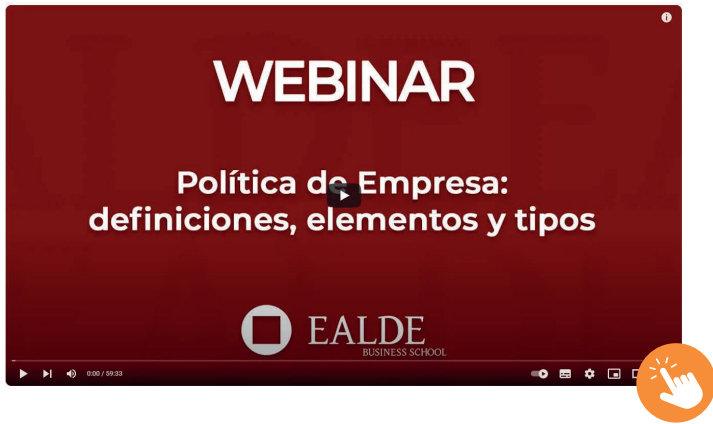 WEBINAR
Política de Empresa:
definiciones, elementos y tipos
EALDE
BUSINESS SCHOOL
0:00 / 59:33